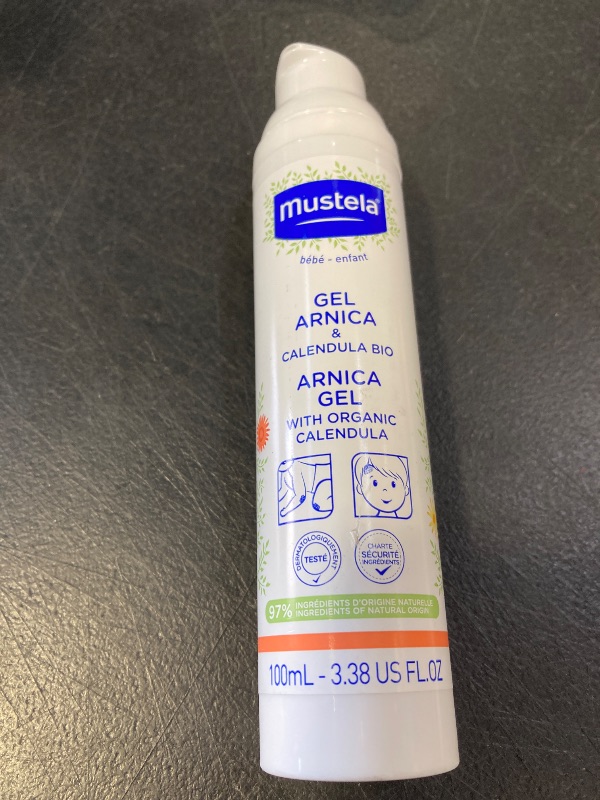 mustela®
bébé - enfant
GEL
ARNICA
&
CALENDULA BIO
ARNICA
GEL
WITH ORGANIC
CALENDULA
DERMATOLOGIQUEMENT
TESTÉ
CHARTE
SÉCURITÉ
INGRÉDIENTS
97% INGRÉDIENTS D'ORIGINE NATURELLE
INGREDIENTS OF NATURAL ORIGIN
100mL - 3.38 US FL.OZ